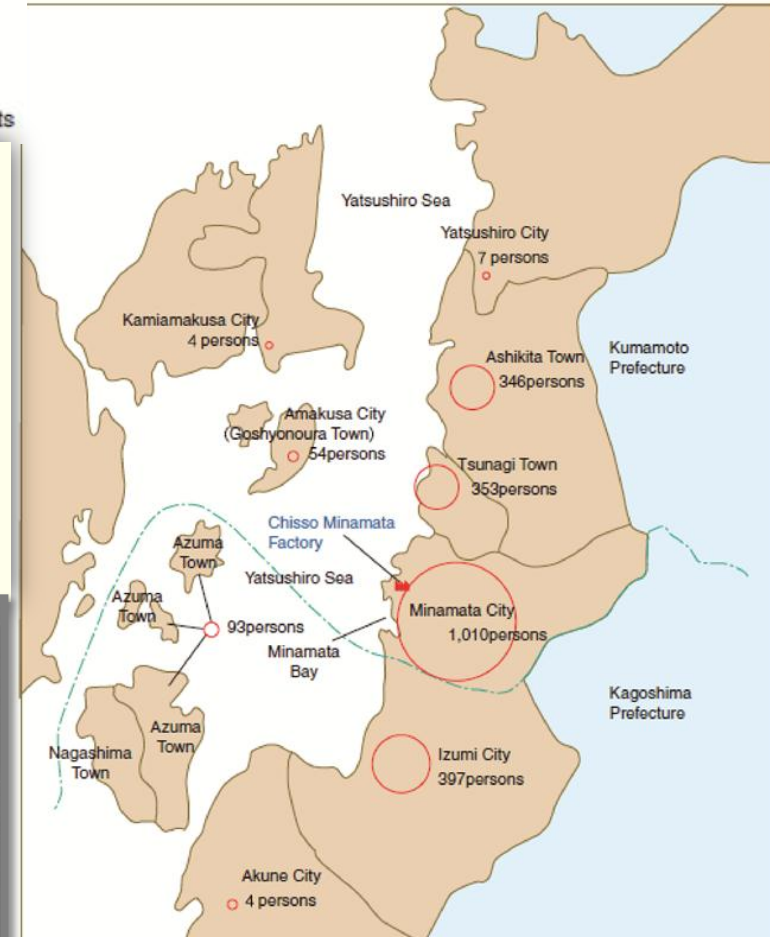 ts
Yatsushiro Sea
Yatsushiro City
7 persons
Kamiamakusa City
4 persons
Ashikita Town
346persons
Kumamoto
Prefecture
Amakusa City
(Goshyonoura Town)
54persons
Tsunagi Town
353persons
Chisso Minamata
Factory
Azuma
Town
Yatsushiro Sea
Azuma
Town
93persons
Minamata City
1,010persons
Minamata
Bay
Kagoshima
Prefecture
Azuma
Town
Nagashima
Town
Izumi City
397persons
Akune City
4 persons